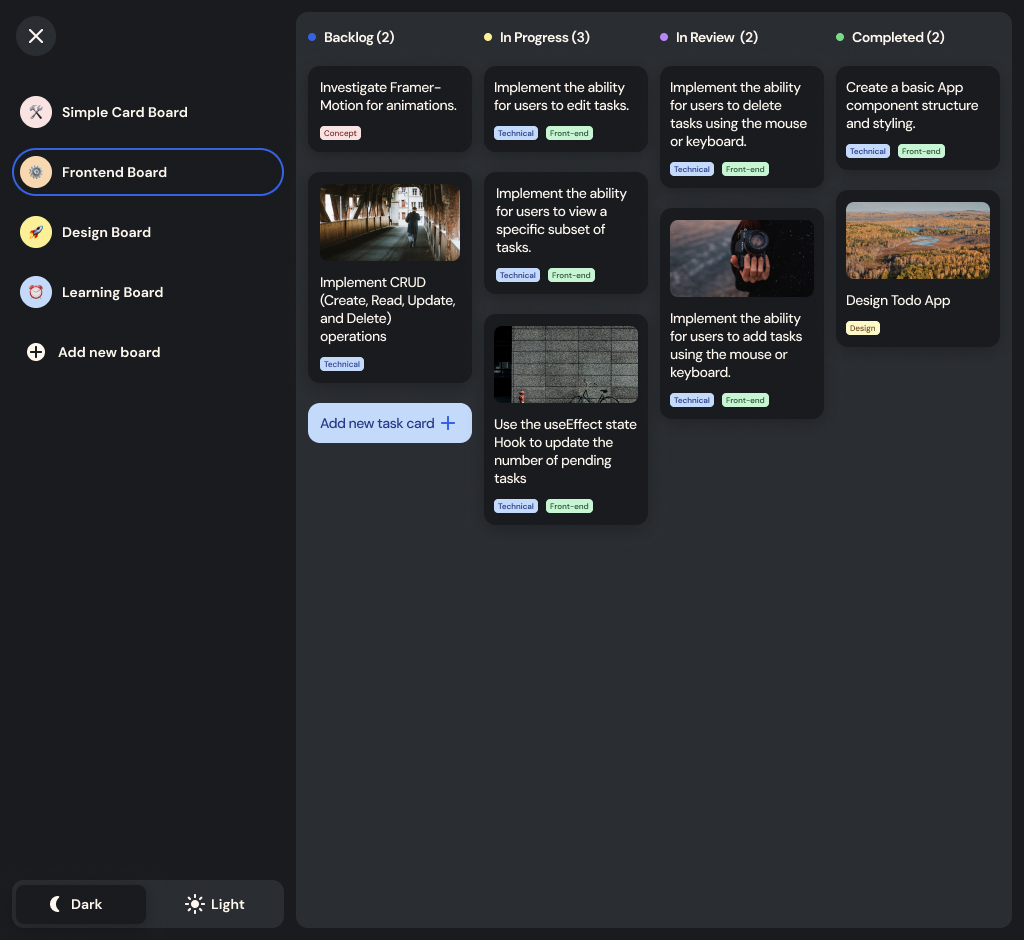 Simple Card Board
Frontend Board
Design Board
Learning Board
Add new board
Dark
Light
Backlog (2)
Investigate Framer-
Motion for animations.
Concept
Implement CRUD
(Create, Read, Update,
and Delete)
operations
Technical
Add new task card
In Progress (3)
Implement the ability
for users to edit tasks.
Technical Front-end
Implement the ability
for users to view a
specific subset of
tasks.
Technical Front-end
Use the useEffect state
Hook to update the
number of pending
tasks
Technical Front-end
In Review (2)
Implement the ability
for users to delete
tasks using the mouse
or keyboard.
Technical Front-end
Implement the ability
for users to add tasks
using the mouse or
keyboard.
Technical Front-end
Completed (2)
Create a basic App
component structure
and styling.
Technical Front-end
Design Todo App
Design